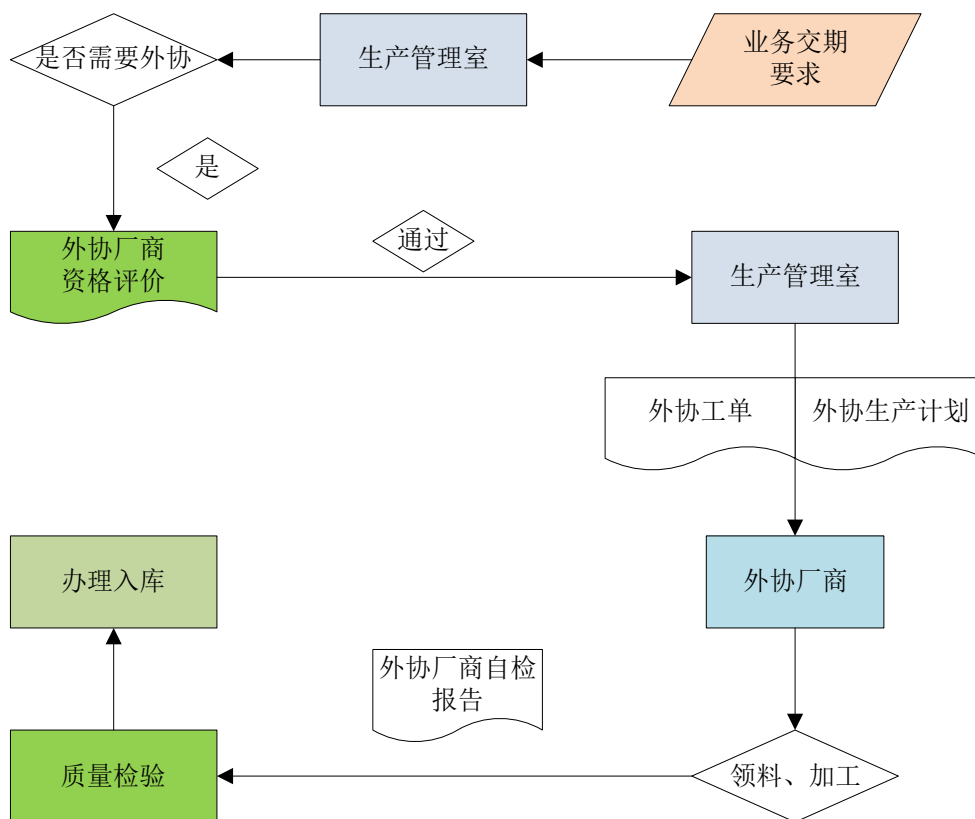 是否需要外协
生产管理室
业务交期
要求
是
外协厂商
资格评价
通过
生产管理室
外协工单
外协生产计划
办理入库
外协厂商
外协厂商自检
报告
质量检验
领料、加工